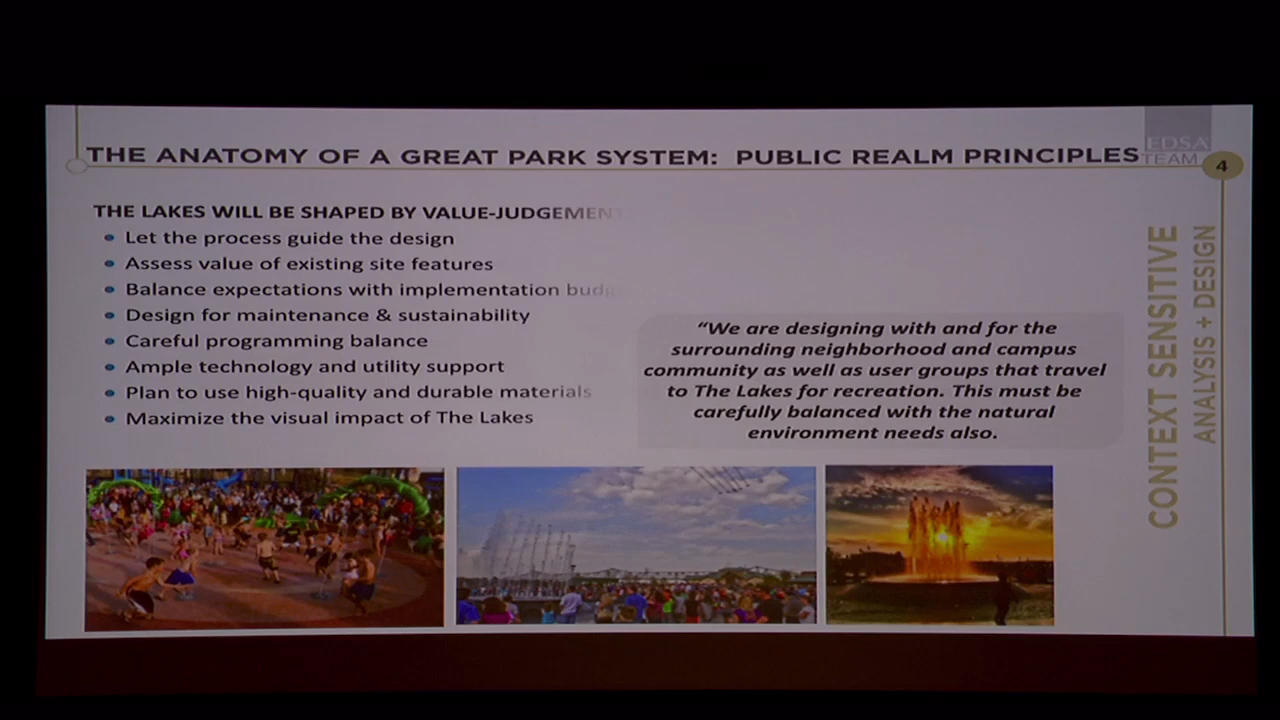 THE ANATOMY OF A GREAT PARK SYSTEM: PUBLIC REALM PRINCIPLES
EDSA
TEAM
4
THE LAKES WILL BE SHAPED BY VALUE-JUDGEMENT
Let the process guide the design
Assess value of existing site features
Balance expectations with implementation
Design for maintenance & sustainability
Careful programming balance
Ample technology and utility support
Plan to use high-quality and durable materials
Maximize the visual impact of The Lakes
“We are designing with and for the
surrounding neighborhood and campus
community as well as user groups that travel
to The Lakes for recreation. This must be
carefully balanced with the natural
environment needs also.
CONTEXT SENSITIVE
ANALYSIS + DESIGN